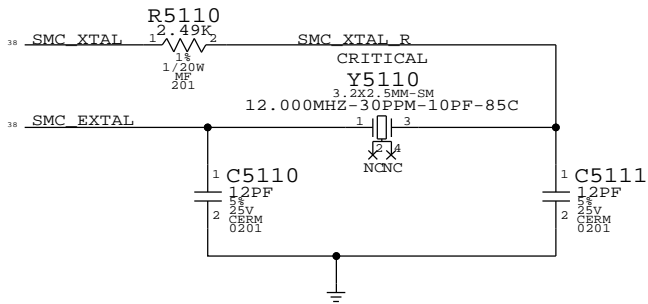 R5110
2.49K
38 SMC_XTAL 1 2 SMC_XTAL_R
1%
1/20W
MF
201
CRITICAL
Y5110
3.2X2.5MM-SM
12.000MHZ-30PPM-10PF-85C
38 SMC_EXTAL 1 3
2 4
NC NC
1 C5110
12PF
5%
25V
CERM
0201
2
1 C5111
12PF
5%
25V
CERM
0201
2